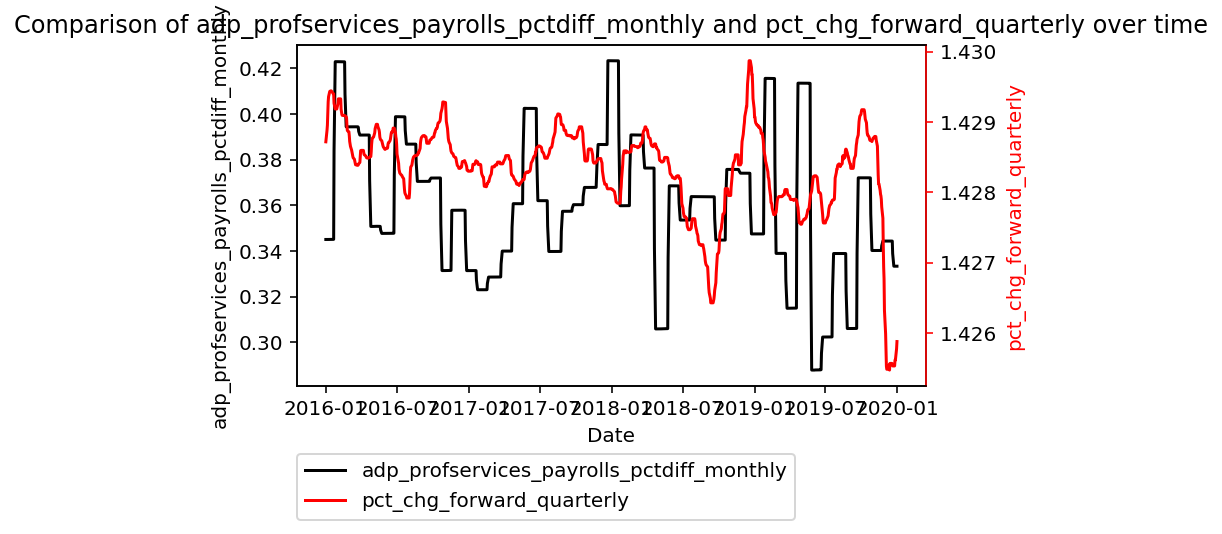 Comparison of adp_profservices_payrolls_pctdiff_monthly and pct_chg_forward_quarterly over time
adp_profservices_payrolls_pctdiff_monthly
0.42
0.40
0.38
0.36
0.34
0.32
0.30
1.430
1.429
1.428
1.427
1.426
pct_chg_forward_quarterly
2016-01 2016-07 2017-01 2017-07 2018-01 2018-07 2019-01 2019-07 2020-01
Date
adp_profservices_payrolls_pctdiff_monthly
pct_chg_forward_quarterly